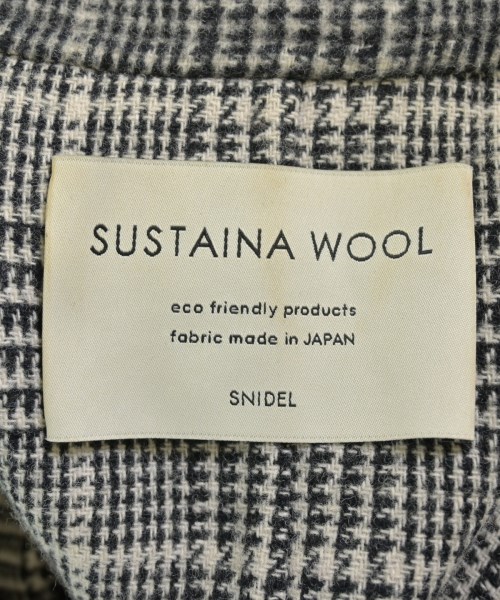 SUSTAINA WOOL
eco friendly products
fabric made in JAPAN
SNIDEL